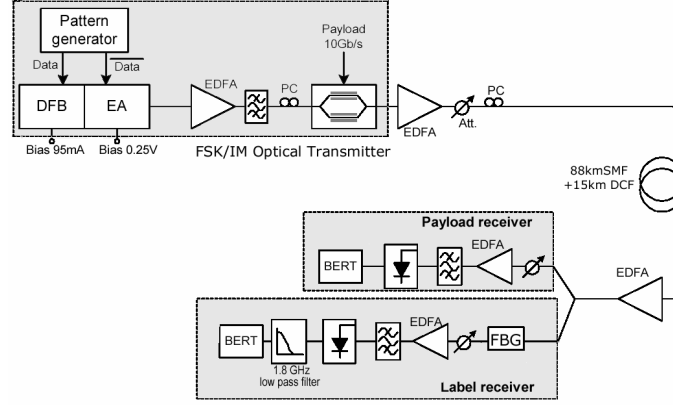 Pattern
generator
Data
Data
DFB
EA
Bias 95mA
Bias 0.25V
EDFA
PC
Payload
10Gb/s
EDFA
Att.
PC
FSK/IM Optical Transmitter
88kmSMF
+15km DCF
Payload receiver
BERT
EDFA
EDFA
BERT
1.8 GHz
low pass filter
EDFA
FBG
Label receiver